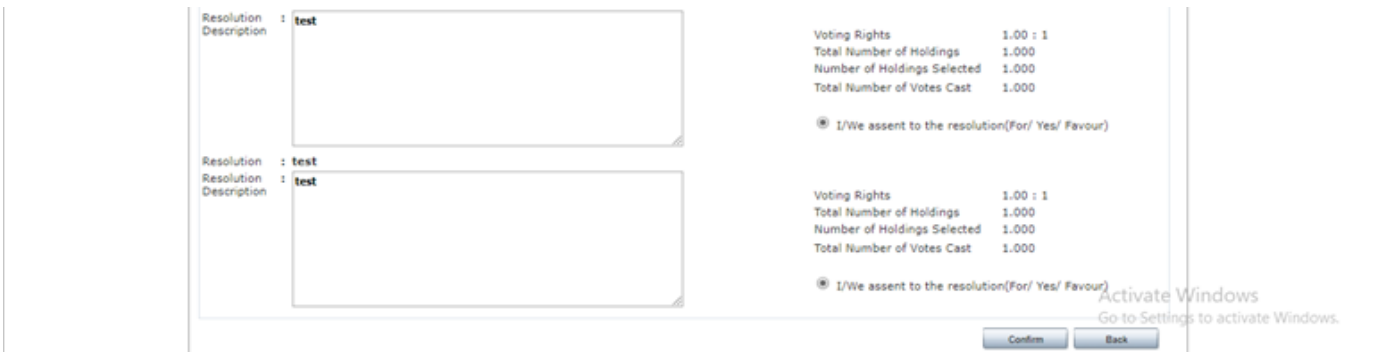 Resolution Description : test
Voting Rights 1.00 : 1
Total Number of Holdings 1.000
Number of Holdings Selected 1.000
Total Number of Votes Cast 1.000
I/We assent to the resolution(For/ Yes/ Favour)
Resolution : test
Resolution Description : test
Voting Rights 1.00 : 1
Total Number of Holdings 1.000
Number of Holdings Selected 1.000
Total Number of Votes Cast 1.000
I/We assent to the resolution(For/ Yes/ Favour)
Activate Windows
Go to Settings to activate Windows.
Confirm Back